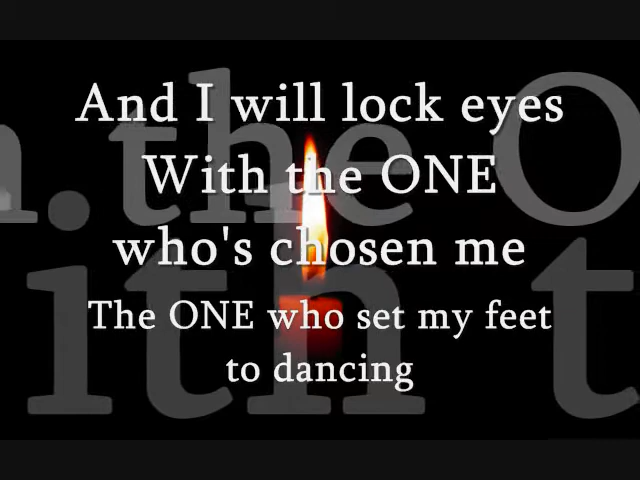 And I will lock eyes
With the ONE
who's chosen me
The ONE who set my feet
to dancing